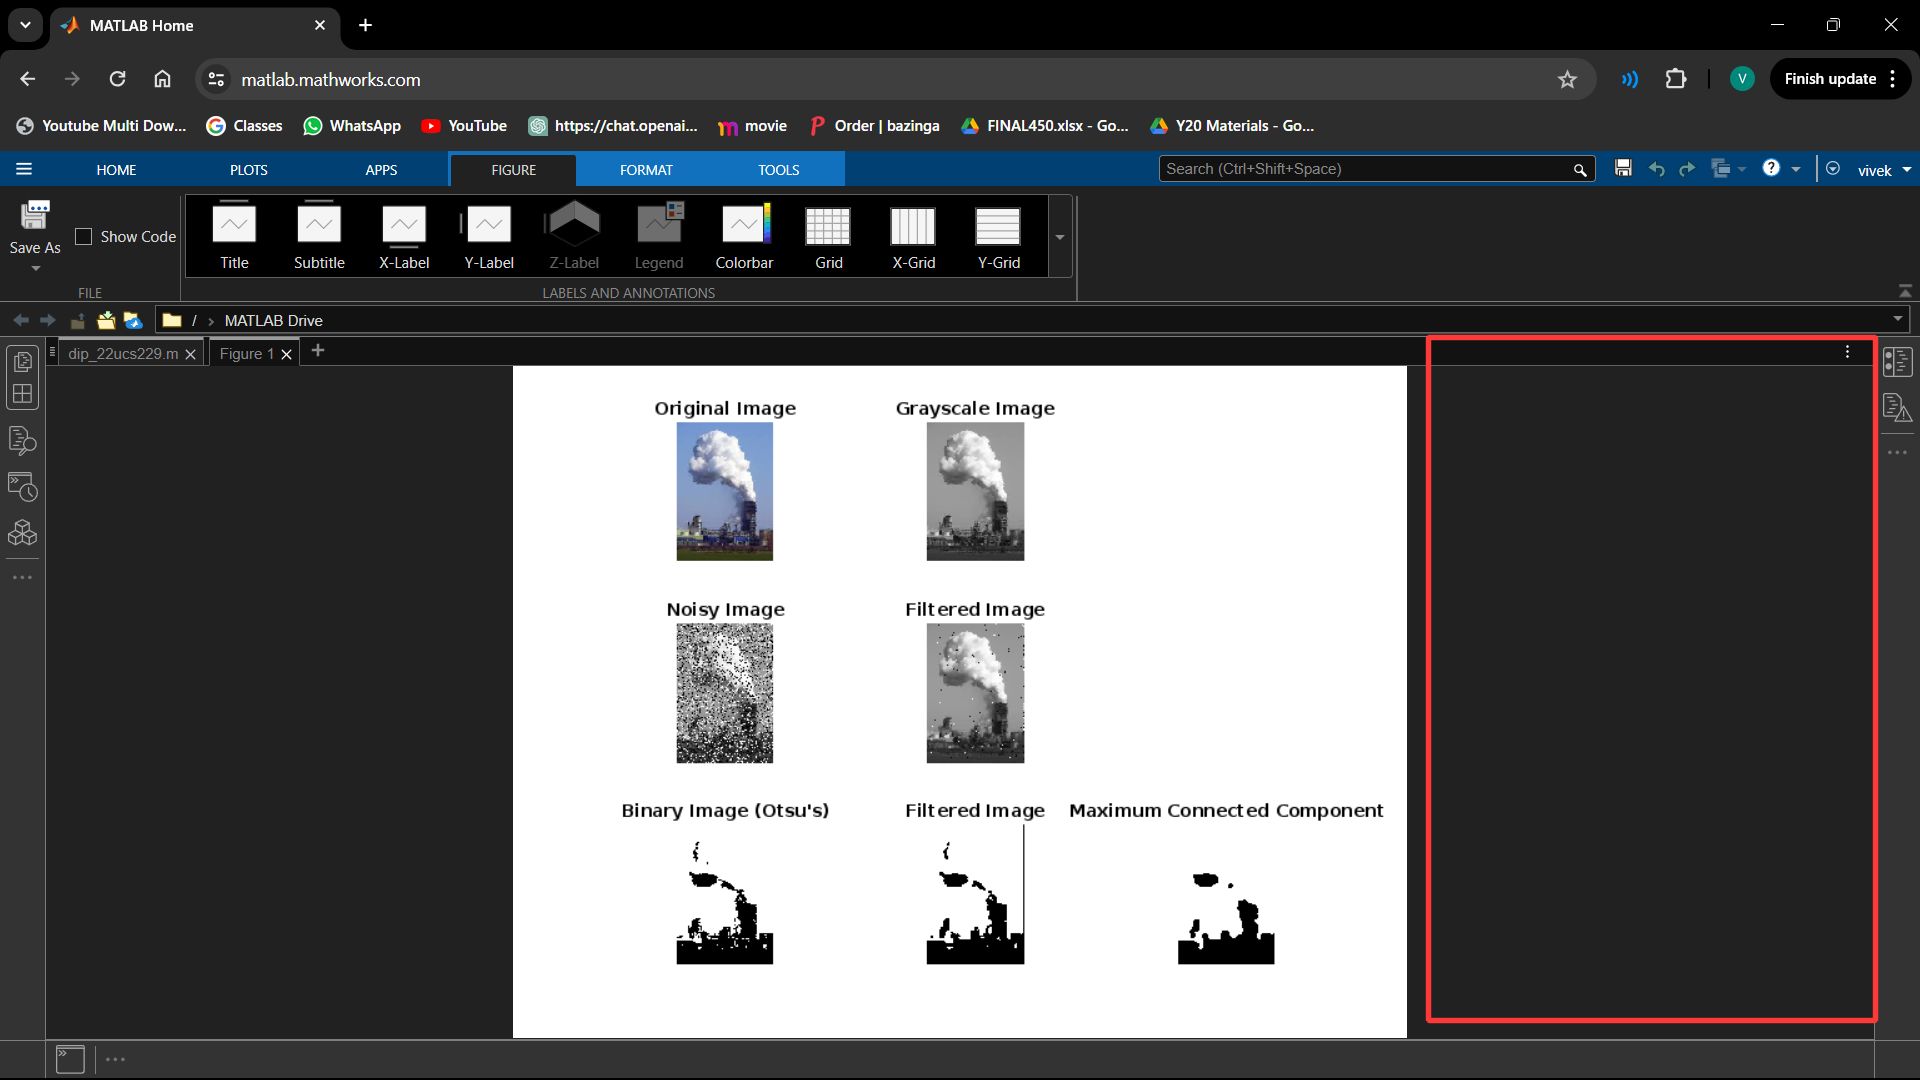 MATLAB Home
matlab.mathworks.com
V
Finish update
Youtube Multi Dow...
Classes
WhatsApp
YouTube
https://chat.openai...
movie
Order | bazinga
FINAL450.xlsx - Go...
Y20 Materials - Go...
HOME
PLOTS
APPS
FIGURE
FORMAT
TOOLS
Search (Ctrl+Shift+Space)
vivek
Save As
Show Code
Title
Subtitle
X-Label
Y-Label
Z-Label
Legend
Colorbar
Grid
X-Grid
Y-Grid
FILE
LABELS AND ANNOTATIONS
/ > MATLAB Drive
dip_22ucs229.m
Figure 1
Original Image
Grayscale Image
Noisy Image
Filtered Image
Binary Image (Otsu's)
Filtered Image
Maximum Connected Component